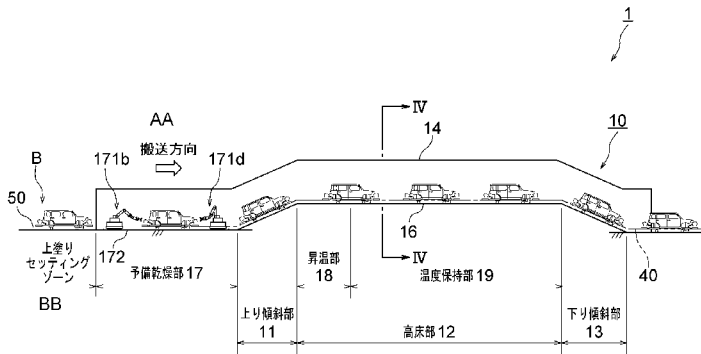 1
AA
IV
14
10
搬送方向
B
171b
171d
50
16
172
上塗り
セッティング
ゾーン
BB
予備乾燥部 17
昇温部
18
温度保持部 19
IV
40
上り傾斜部
11
高床部 12
下り傾斜部
13